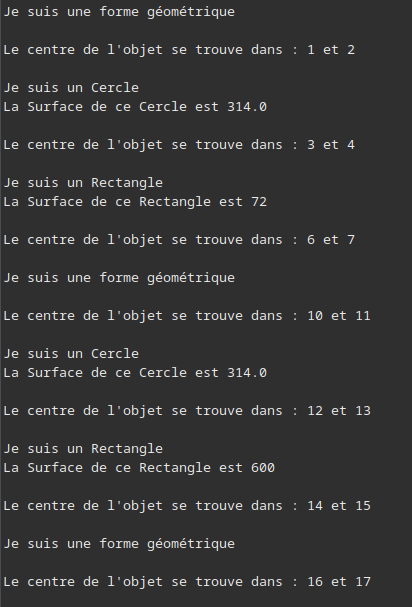 Je suis une forme géométrique
Le centre de l'objet se trouve dans : 1 et 2
Je suis un Cercle
La Surface de ce Cercle est 314.0
Le centre de l'objet se trouve dans : 3 et 4
Je suis un Rectangle
La Surface de ce Rectangle est 72
Le centre de l'objet se trouve dans : 6 et 7
Je suis une forme géométrique
Le centre de l'objet se trouve dans : 10 et 11
Je suis un Cercle
La Surface de ce Cercle est 314.0
Le centre de l'objet se trouve dans : 12 et 13
Je suis un Rectangle
La Surface de ce Rectangle est 600
Le centre de l'objet se trouve dans : 14 et 15
Je suis une forme géométrique
Le centre de l'objet se trouve dans : 16 et 17